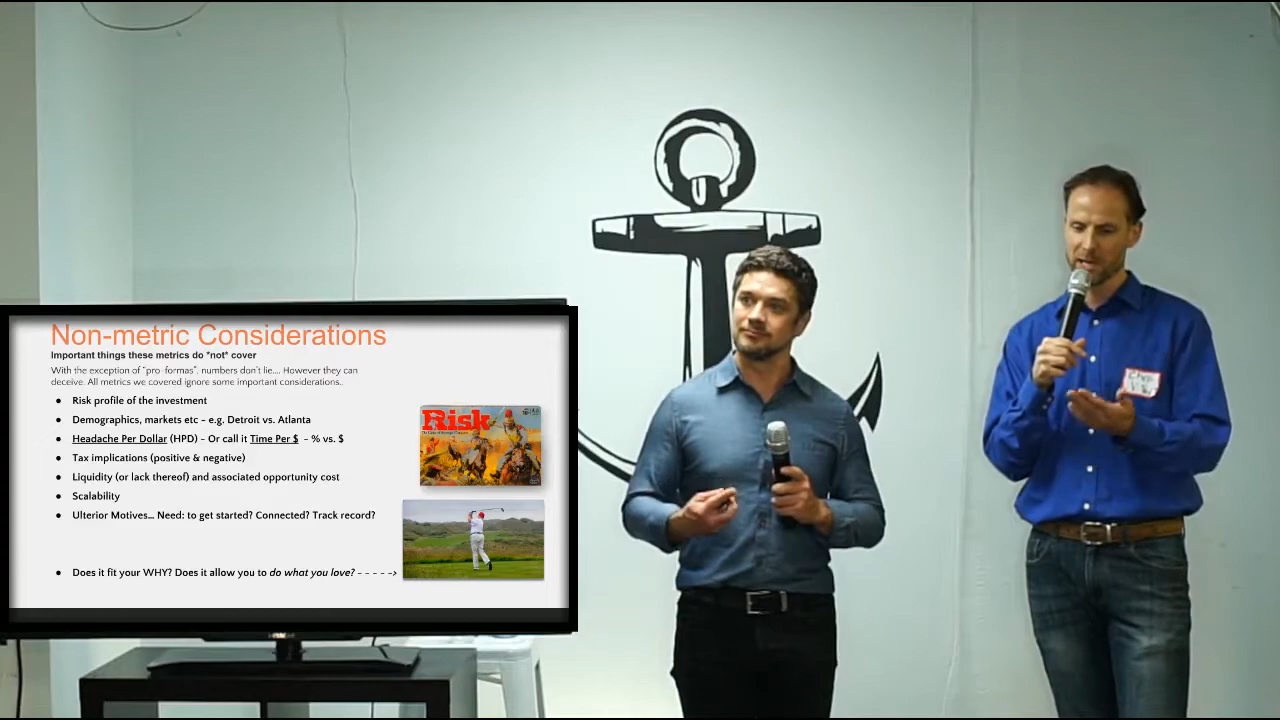 Non-metric Considerations
Important things these metrics do *not* cover
With the exception of "pro-formas", numbers don't lie.... However they can
deceive. All metrics we covered ignore some important considerations..
● Risk profile of the investment
● Demographics, markets etc – e.g. Detroit vs. Atlanta
● Headache Per Dollar (HPD) – Or call it Time Per $ – % vs. $
● Tax implications (positive & negative)
● Liquidity (or lack thereof) and associated opportunity cost
● Scalability
● Ulterior Motives... Need: to get started? Connected? Track record?
● Does it fit your WHY? Does it allow you to do what you love? - - - - ->
Risk